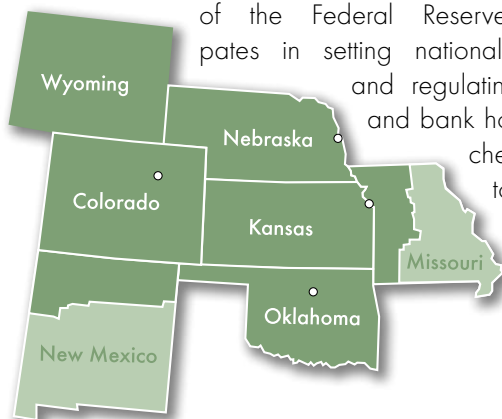 of the Federal Reserve
pates in setting national
and regulatin
and bank ho
che
to
Wyoming
Nebraska
Colorado
Kansas
Missouri
Oklahoma
New Mexico